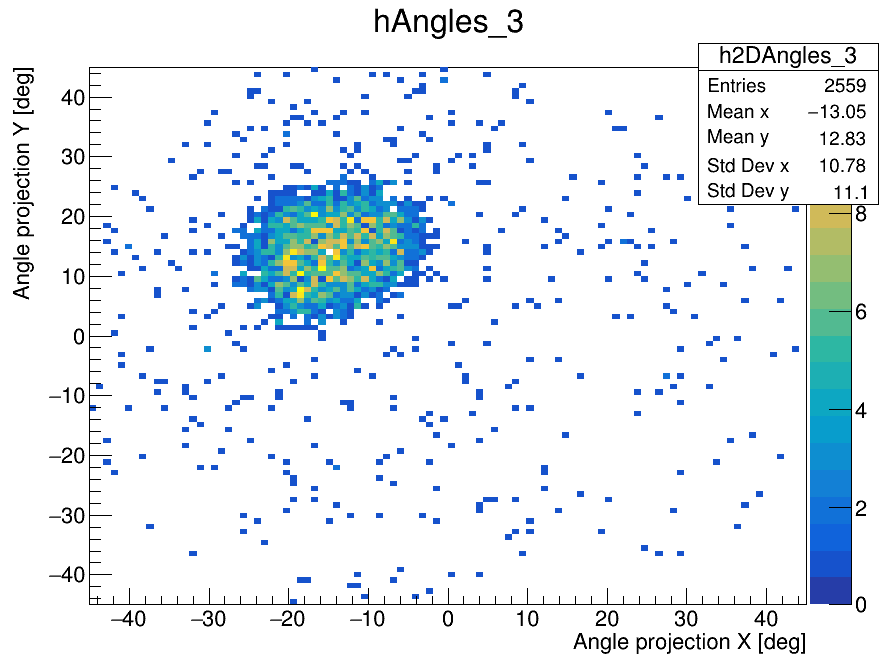 hAngles_3
h2DAngles_3
Entries 2559
Mean x −13.05
Mean y 12.83
Std Dev x 10.78
Std Dev y 11.1
Angle projection Y [deg]
40
30
20
10
0
−10
−20
−30
−40
−40 −30 −20 −10 0 10 20 30 40
Angle projection X [deg]
8
6
4
2
0